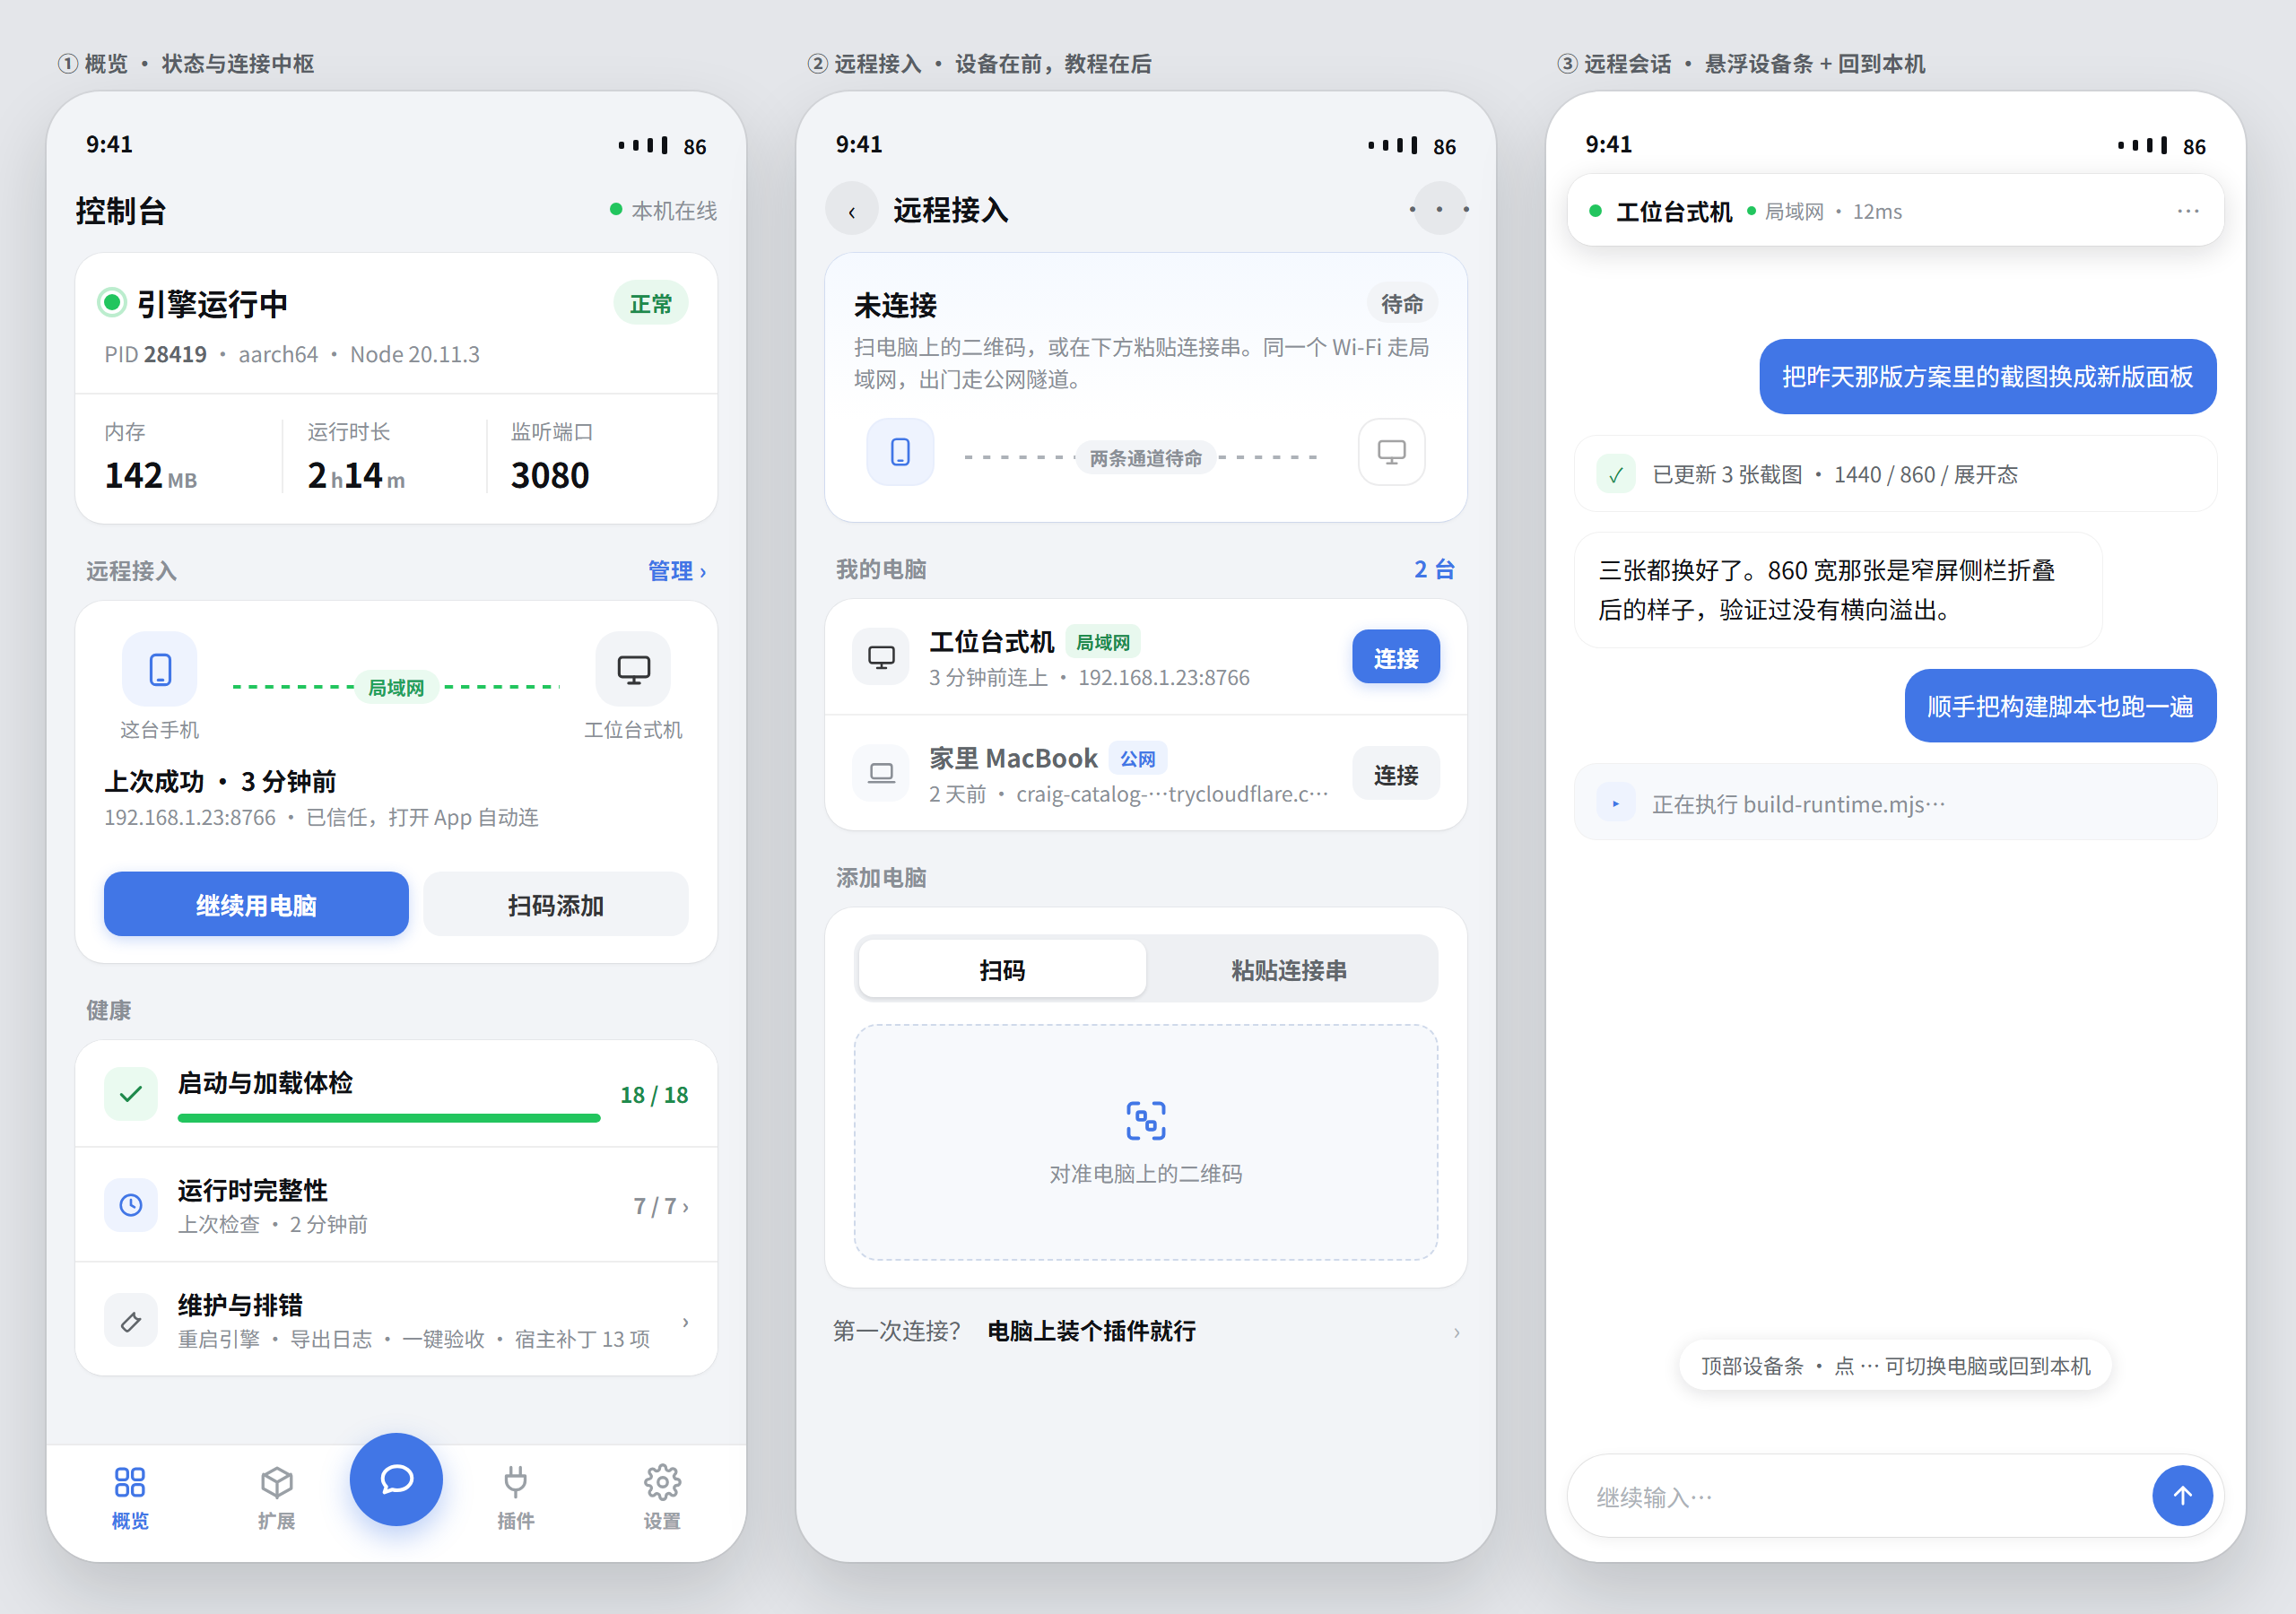 ① 概览 · 状态与连接中枢
9:41
86
控制台
本机在线
引擎运行中
正常
PID 28419 · aarch64 · Node 20.11.3
内存
运行时长
监听端口
142 MB
2 h 14 m
3080
远程接入
管理 ›
局域网
这台手机
工位台式机
上次成功 · 3 分钟前
192.168.1.23:8766 · 已信任，打开 App 自动连
继续用电脑
扫码添加
健康
启动与加载体检
18 / 18
运行时完整性
上次检查 · 2 分钟前
7 / 7 ›
维护与排错
重启引擎 · 导出日志 · 一键验收 · 宿主补丁 13 项
›
概览
扩展
插件
设置
② 远程接入 · 设备在前，教程在后
9:41
86
‹
远程接入
· · ·
未连接
待命
扫电脑上的二维码，或在下方粘贴连接串。同一个 Wi-Fi 走局
域网，出门走公网隧道。
两条通道待命
我的电脑
2 台
工位台式机
局域网
3 分钟前连上 · 192.168.1.23:8766
连接
家里 MacBook
公网
2 天前 · craig-catalog-…trycloudflare.c…
连接
添加电脑
扫码
粘贴连接串
对准电脑上的二维码
第一次连接？ 电脑上装个插件就行
›
③ 远程会话 · 悬浮设备条 + 回到本机
9:41
86
工位台式机
局域网 · 12ms
…
把昨天那版方案里的截图换成新版面板
✓
已更新 3 张截图 · 1440 / 860 / 展开态
三张都换好了。860 宽那张是窄屏侧栏折叠
后的样子，验证过没有横向溢出。
顺手把构建脚本也跑一遍
▸
正在执行 build-runtime.mjs…
顶部设备条 · 点 … 可切换电脑或回到本机
继续输入…